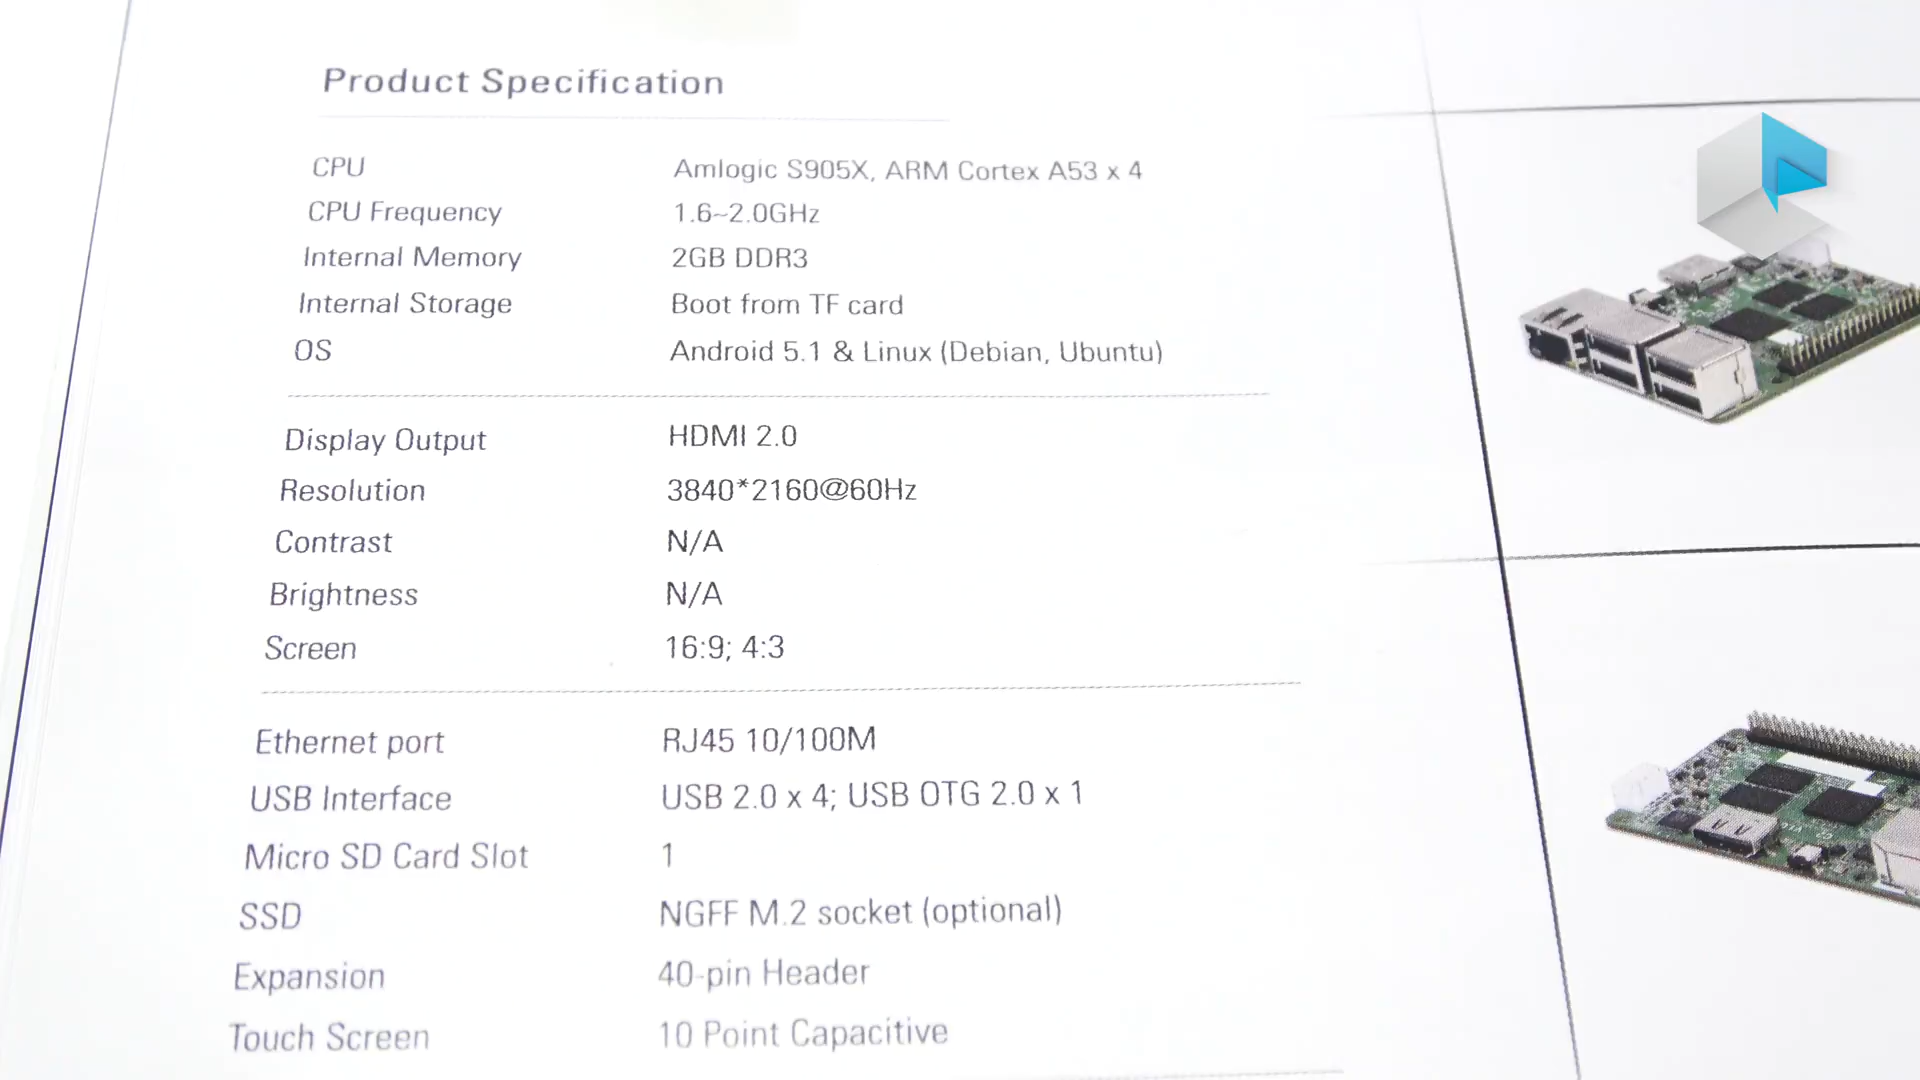 Product Specification
CPU Amlogic S905X, ARM Cortex A53 x 4
CPU Frequency 1.6~2.0GHz
Internal Memory 2GB DDR3
Internal Storage Boot from TF card
OS Android 5.1 & Linux (Debian, Ubuntu)
Display Output HDMI 2.0
Resolution 3840*2160@60Hz
Contrast N/A
Brightness N/A
Screen 16:9; 4:3
Ethernet port RJ45 10/100M
USB Interface USB 2.0 x 4; USB OTG 2.0 x 1
Micro SD Card Slot 1
SSD NGFF M.2 socket (optional)
Expansion 40-pin Header
Touch Screen 10 Point Capacitive